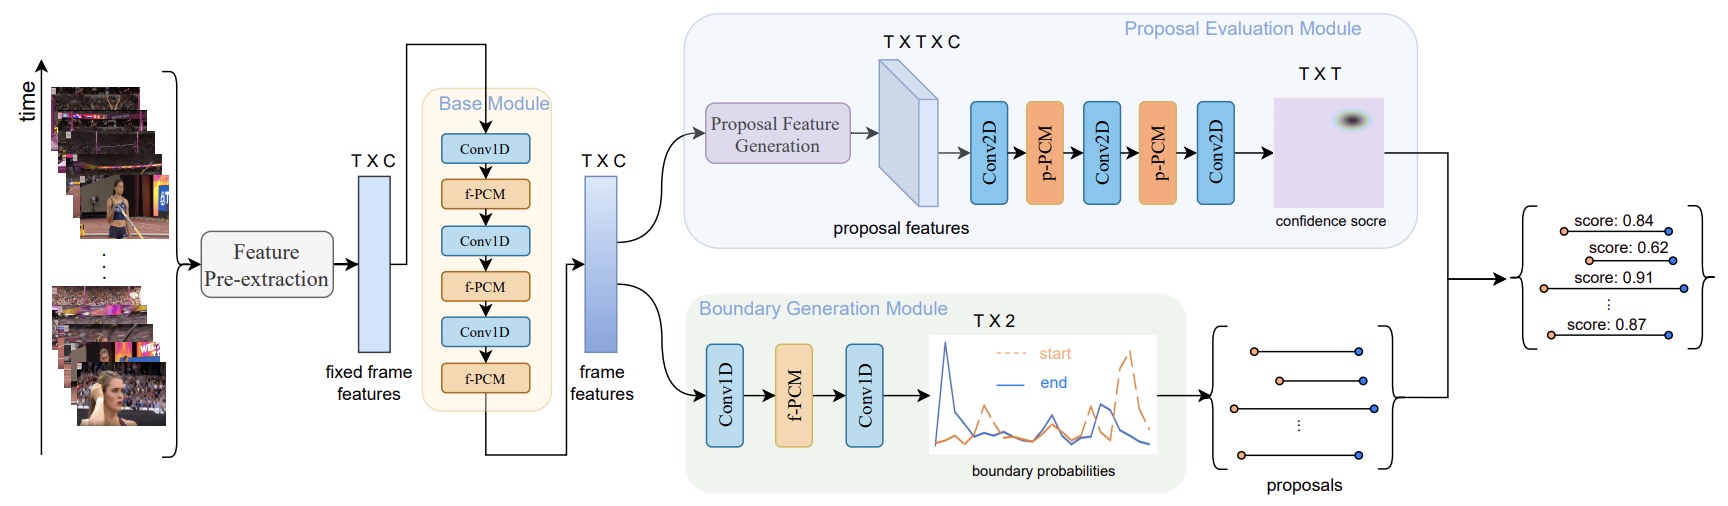 time
Feature
Pre-extraction
T X C
fixed frame
features
Base Module
Conv1D
f-PCM
Conv1D
f-PCM
Conv1D
f-PCM
T X C
frame
features
Proposal Evaluation Module
Proposal Feature
Generation
T X T X C
proposal features
Conv2D
p-PCM
Conv2D
p-PCM
Conv2D
T X T
confidence socre
Boundary Generation Module
Conv1D
f-PCM
Conv1D
T X 2
start
end
boundary probabilities
proposals
score: 0.84
score: 0.62
score: 0.91
score: 0.87